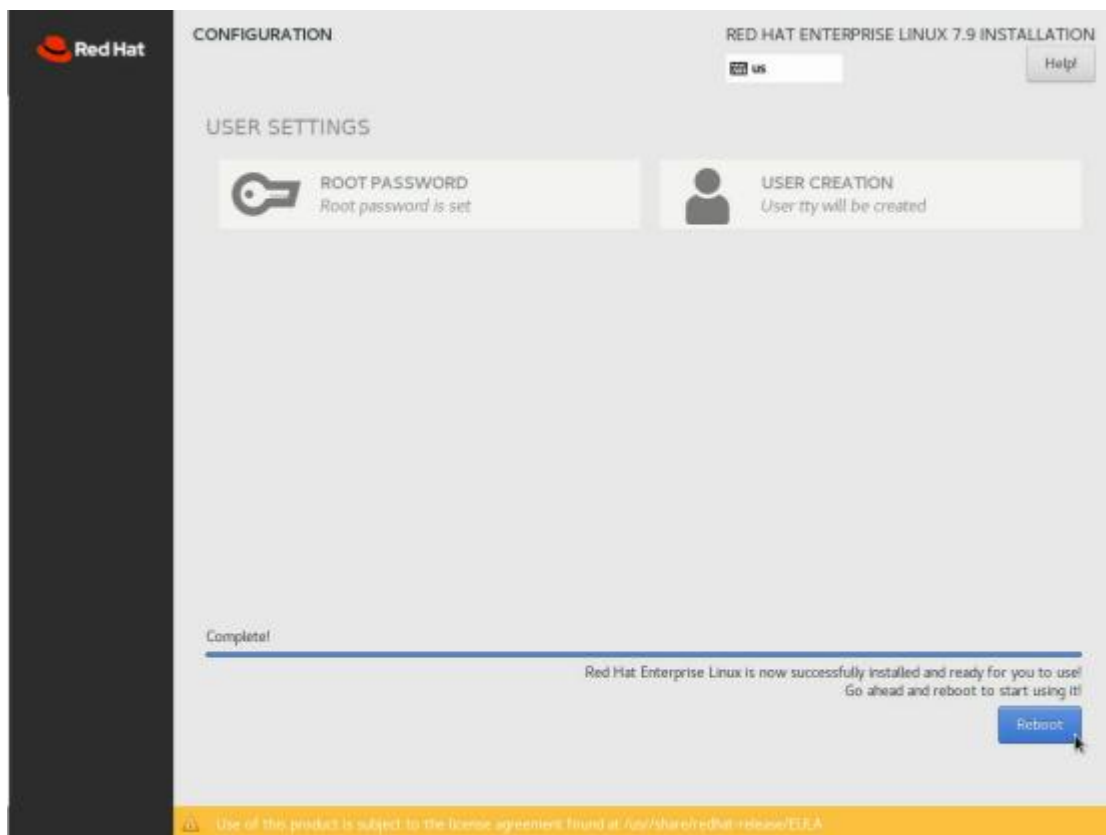 Red Hat
CONFIGURATION
RED HAT ENTERPRISE LINUX 7.9 INSTALLATION
us
Help!
USER SETTINGS
ROOT PASSWORD
Root password is set
USER CREATION
User tty will be created
Complete!
Red Hat Enterprise Linux is now successfully installed and ready for you to use!
Go ahead and reboot to start using it!
Reboot
Use of this product is subject to the license agreement found at /usr/share/redhat-release/EULA